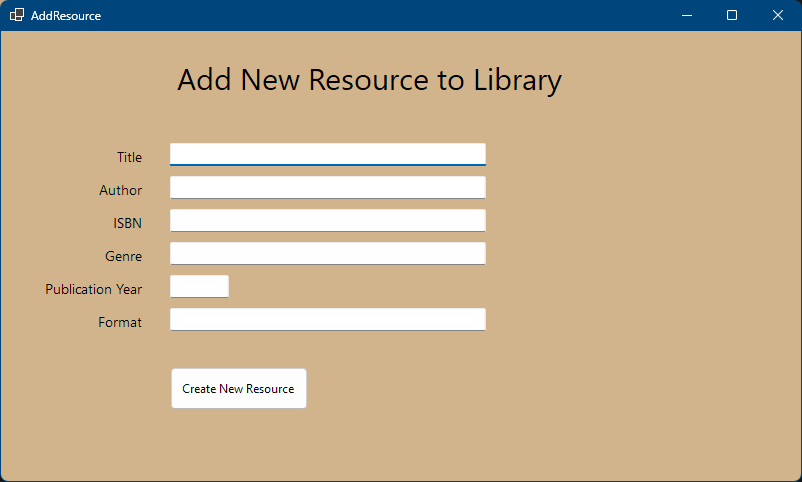 AddResource
Add New Resource to Library
Title
Author
ISBN
Genre
Publication Year
Format
Create New Resource